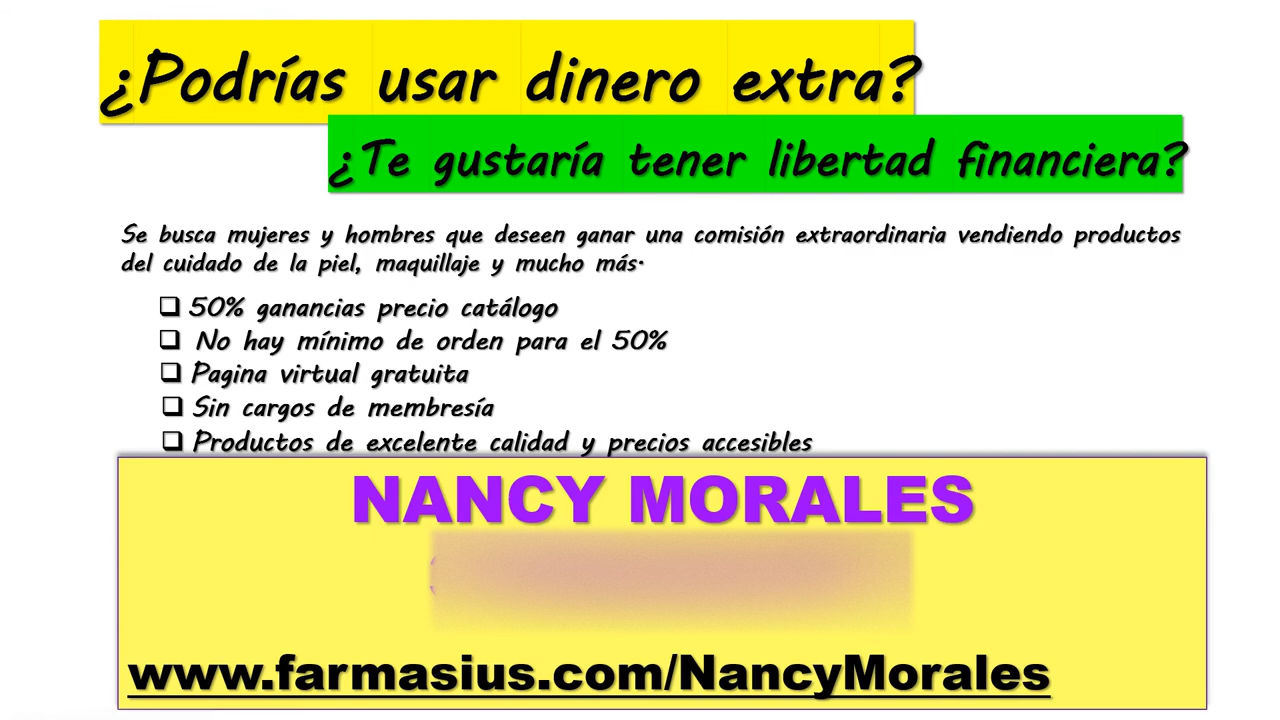 ¿Podrías usar dinero extra?
¿Te gustaría tener libertad financiera?
Se busca mujeres y hombres que deseen ganar una comisión extraordinaria vendiendo productos
del cuidado de la piel, maquillaje y mucho más.
50% ganancias precio catálogo
No hay mínimo de orden para el 50%
Pagina virtual gratuita
Sin cargos de membresía
Productos de excelente calidad y precios accesibles
NANCY MORALES
www.farmasius.com/NancyMorales